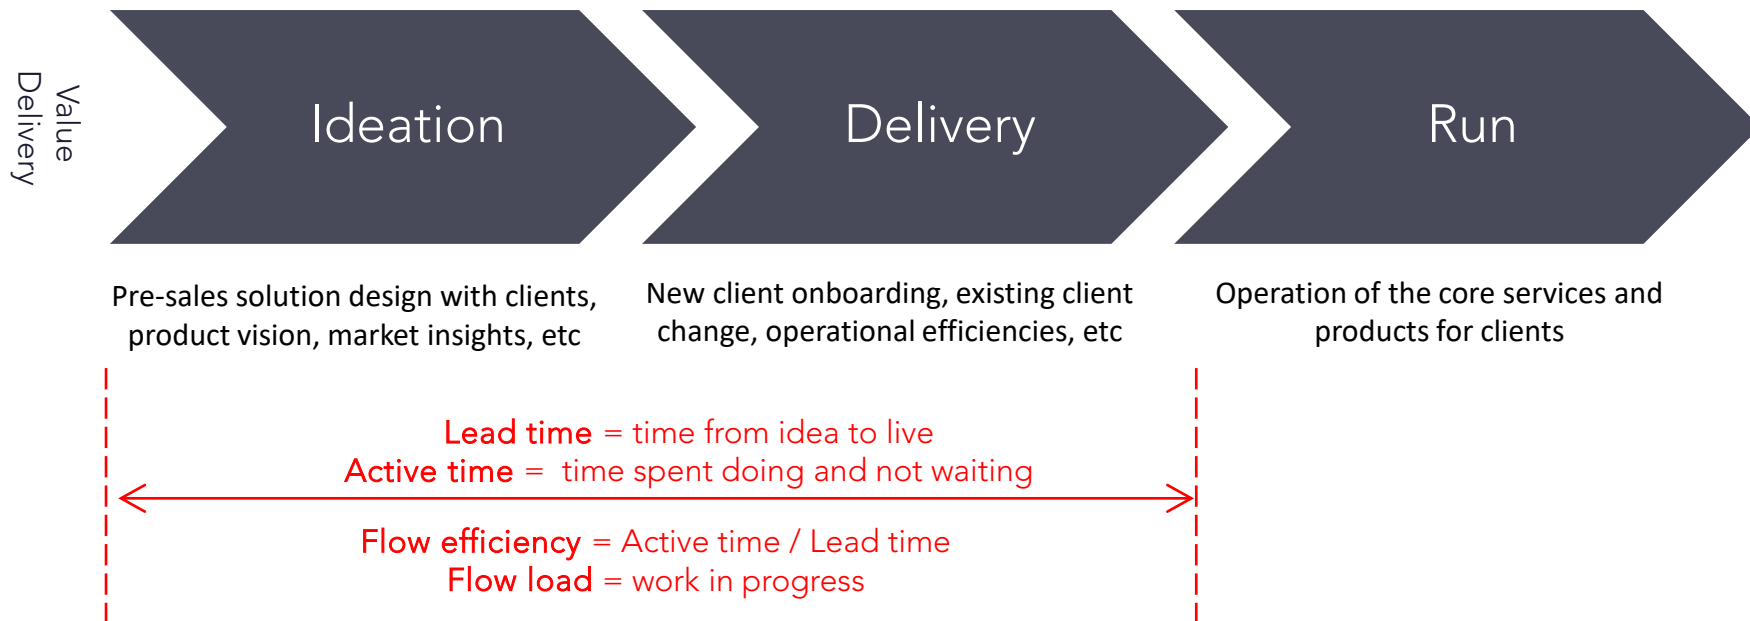 Value
Delivery
Ideation
Delivery
Run
Pre-sales solution design with clients,
product vision, market insights, etc
New client onboarding, existing client
change, operational efficiencies, etc
Operation of the core services and
products for clients
Lead time = time from idea to live
Active time =  time spent doing and not waiting
Flow efficiency = Active time / Lead time
Flow load = work in progress